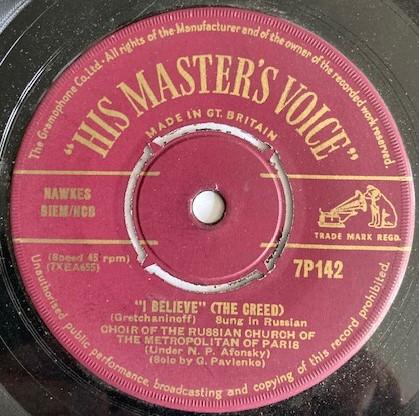 The Gramophone Co. Ltd. - All rights of the Manufacturer and of the owner of the recorded work reserved.
"HIS MASTER'S VOICE"
MADE IN GT. BRITAIN
HAWKES
BIEM/NCB
TRADE MARK REGD.
(Speed 45 rpm)
(7XEA655)
7P142
"I BELIEVE" (THE CREED)
(Gretchaninoff) Sung in Russian
CHOIR OF THE RUSSIAN CHURCH OF
THE METROPOLITAN OF PARIS
(Under N. P. Afonsky)
(Solo by G. Pavlenko)
Unauthorised public performance, broadcasting and copying of this record prohibited.